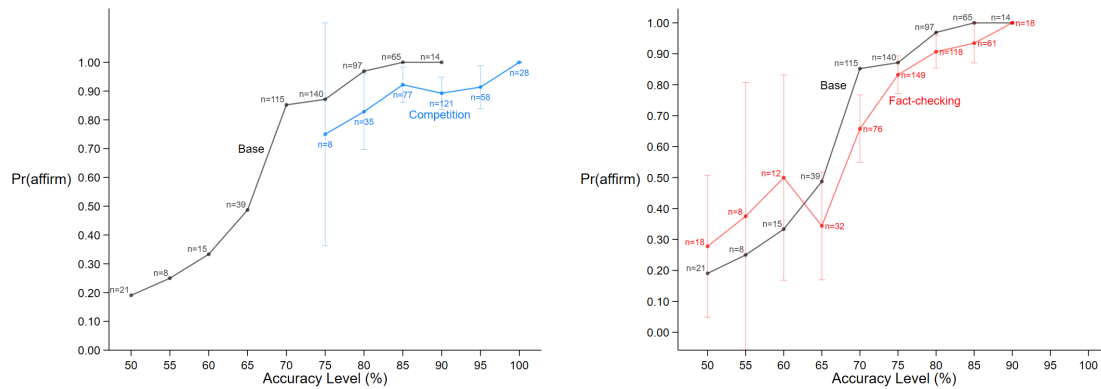 1.00
0.90
0.80
0.70
0.60
0.50
0.40
0.30
0.20
0.10
0.00
Pr(affirm)
n=21
n=8
n=15
n=39
n=115
n=140
n=97
n=65
n=14
Base
n=8
n=35
n=77
n=121
n=58
n=28
Competition
50 55 60 65 70 75 80 85 90 95 100
Accuracy Level (%)
1.00
0.90
0.80
0.70
0.60
0.50
0.40
0.30
0.20
0.10
0.00
Pr(affirm)
n=21
n=8
n=15
n=39
n=115
n=140
n=97
n=65
n=14
Base
n=18
n=8
n=12
n=32
n=76
n=149
n=118
n=61
n=18
Fact-checking
50 55 60 65 70 75 80 85 90 95 100
Accuracy Level (%)